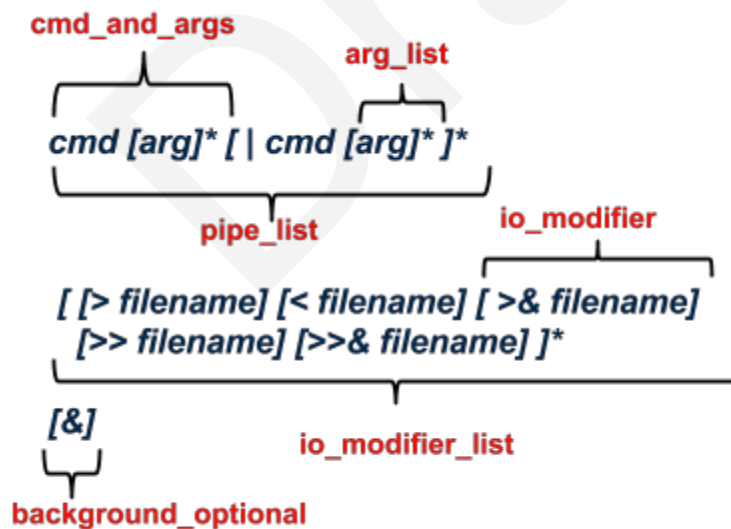 cmd_and_args
arg_list
cmd [arg]* [ | cmd [arg]* ]*
pipe_list
io_modifier
[ [> filename] [< filename] [ >& filename]
[>> filename] [>>& filename] ]*
io_modifier_list
[&]
background_optional